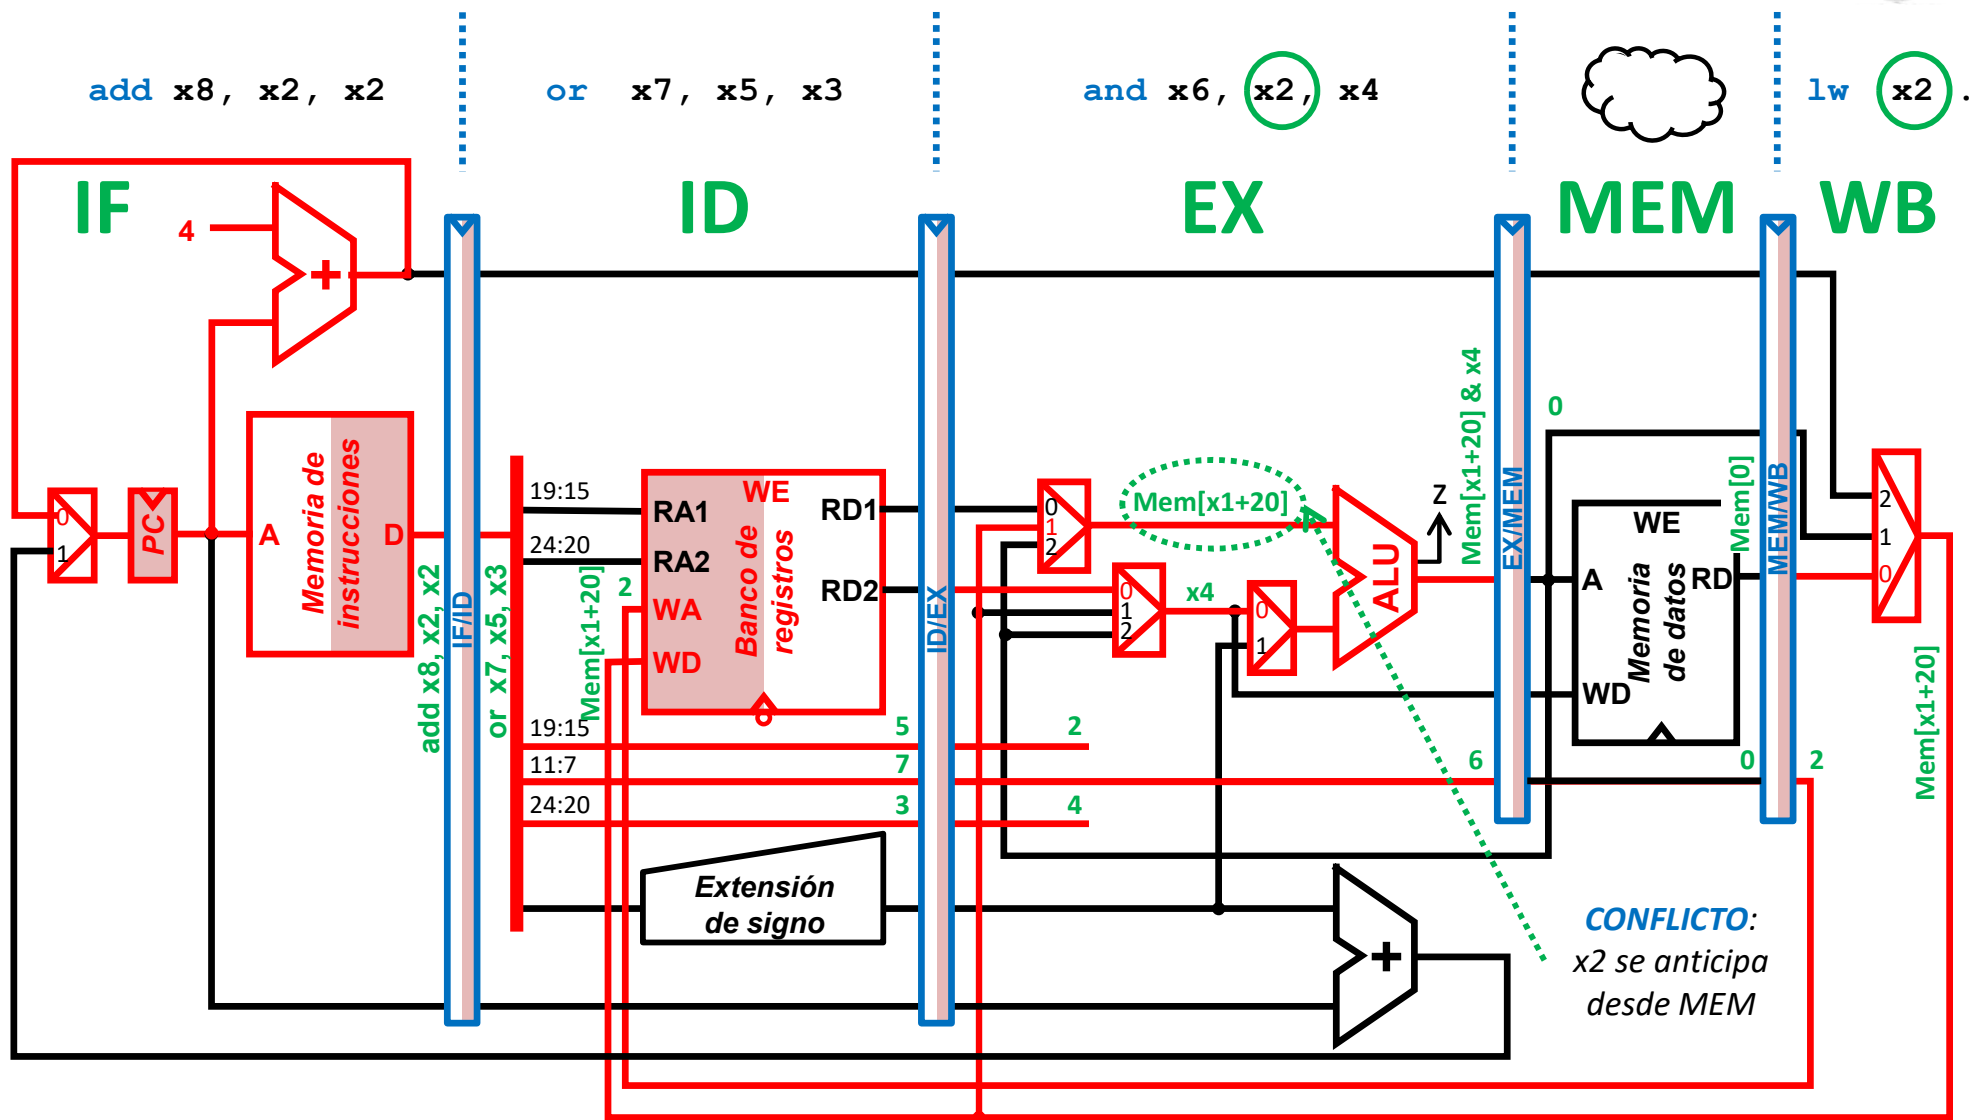 add x8, x2, x2
or x7, x5, x3
and x6, x2, x4
lw x2 .
IF
ID
EX
MEM
WB
4
+
0
1
PC
A
D
Memoria de
instrucciones
add x8, x2, x2
IF/ID
or x7, x5, x3
19:15
24:20
Mem[x1+20]
2
RA1
RA2
WA
WD
WE
Banco de
registros
RD1
RD2
19:15
5
2
11:7
7
6
0
2
24:20
3
4
Extensión
de signo
ID/EX
0
1
2
Mem[x1+20]
0
1
2
x4
0
1
ALU
Z
Mem[x1+20] & x4
EX/MEM
0
A
WE
RD
Memoria
de datos
WD
Mem[0]
MEM/WB
2
1
0
Mem[x1+20]
+
CONFLICTO:
x2 se anticipa
desde MEM